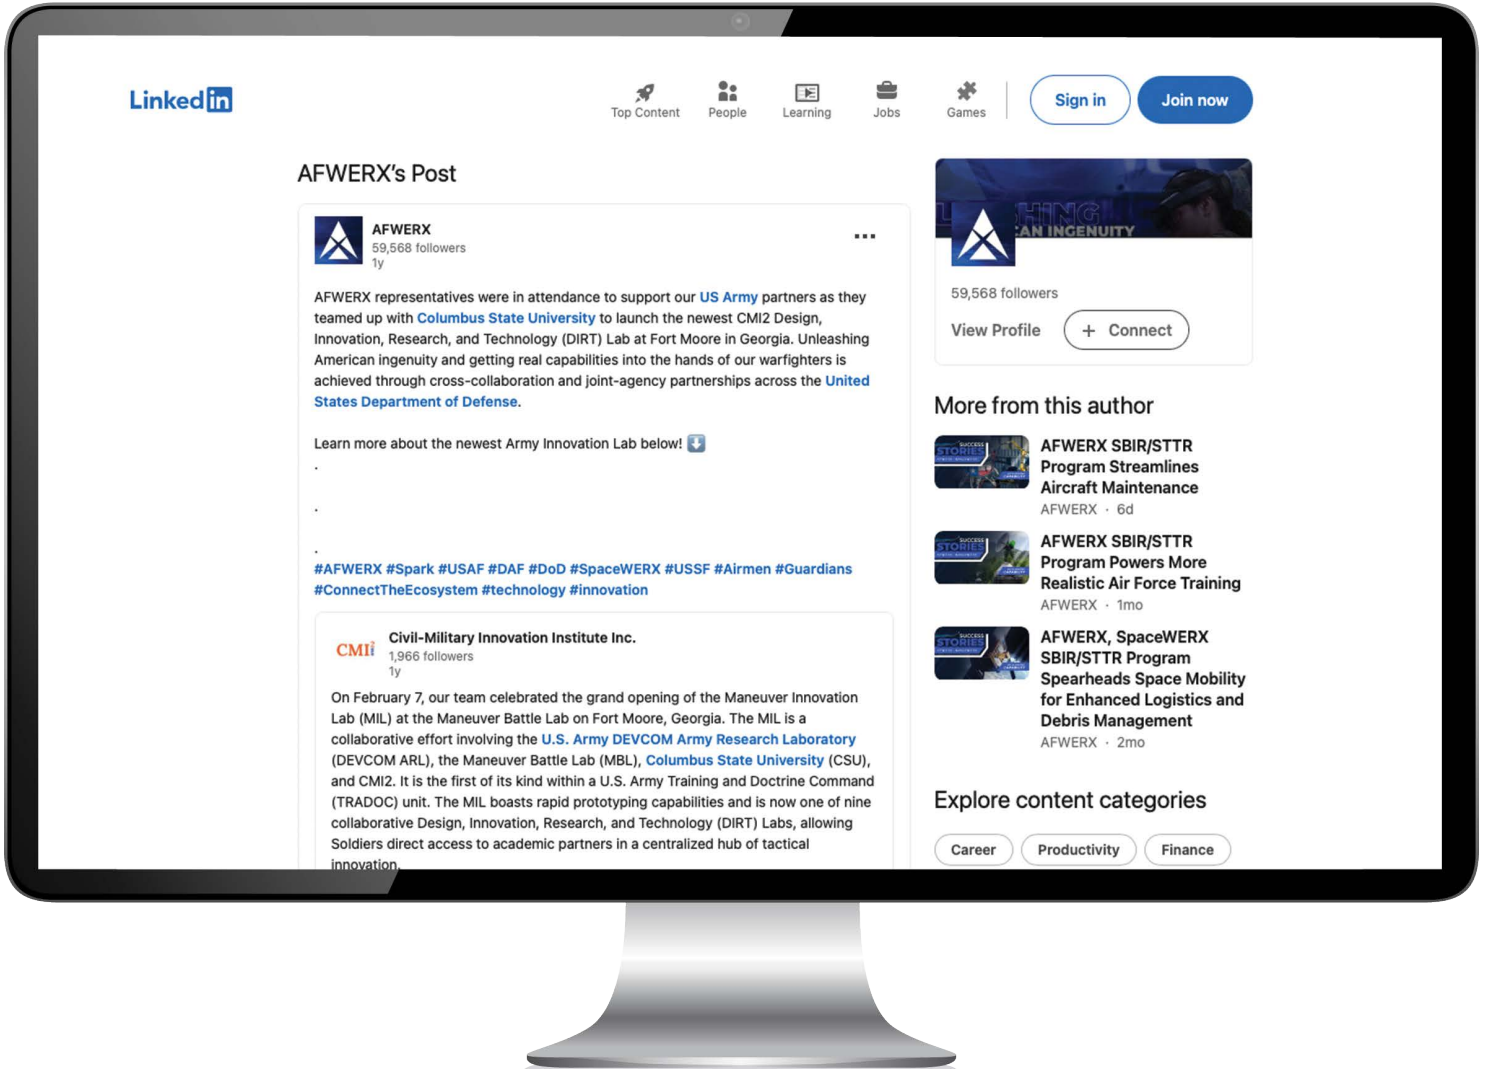 Linked in
Top Content
People
Learning
Jobs
Games
Sign in
Join now
AFWERX's Post
AFWERX
59,568 followers
1y
AFWERX representatives were in attendance to support our US Army partners as they
teamed up with Columbus State University to launch the newest CMI2 Design,
Innovation, Research, and Technology (DIRT) Lab at Fort Moore in Georgia. Unleashing
American ingenuity and getting real capabilities into the hands of our warfighters is
achieved through cross-collaboration and joint-agency partnerships across the United
States Department of Defense.
Learn more about the newest Army Innovation Lab below! ⬇️
.
.
.
#AFWERX #Spark #USAF #DAF #DoD #SpaceWERX #USSF #Airmen #Guardians
#ConnectTheEcosystem #technology #innovation
CMI2
Civil-Military Innovation Institute Inc.
1,966 followers
1y
On February 7, our team celebrated the grand opening of the Maneuver Innovation
Lab (MIL) at the Maneuver Battle Lab on Fort Moore, Georgia. The MIL is a
collaborative effort involving the U.S. Army DEVCOM Army Research Laboratory
(DEVCOM ARL), the Maneuver Battle Lab (MBL), Columbus State University (CSU),
and CMI2. It is the first of its kind within a U.S. Army Training and Doctrine Command
(TRADOC) unit. The MIL boasts rapid prototyping capabilities and is now one of nine
collaborative Design, Innovation, Research, and Technology (DIRT) Labs, allowing
Soldiers direct access to academic partners in a centralized hub of tactical
innovation.
HING
CAN INGENUITY
59,568 followers
View Profile
+ Connect
More from this author
SUCCESS
STORIES
AFWERX SBIR/STTR
Program Streamlines
Aircraft Maintenance
AFWERX · 6d
SUCCESS
STORIES
AFWERX SBIR/STTR
Program Powers More
Realistic Air Force Training
AFWERX · 1mo
SUCCESS
STORIES
AFWERX, SpaceWERX
SBIR/STTR Program
Spearheads Space Mobility
for Enhanced Logistics and
Debris Management
AFWERX · 2mo
Explore content categories
Career
Productivity
Finance